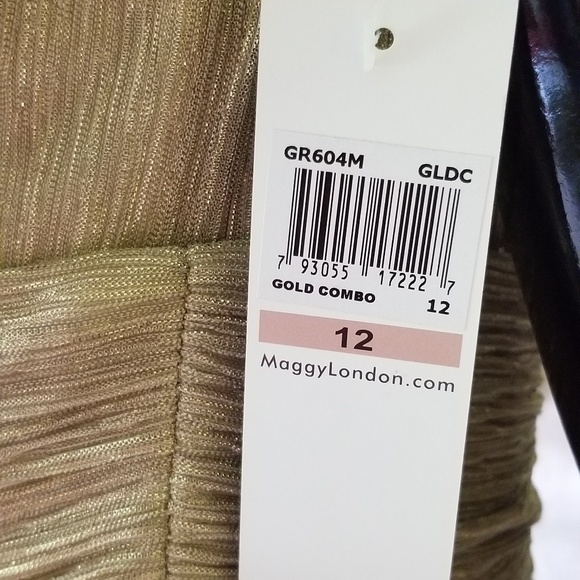 GR604M GLDC
7 93055 17222 7
GOLD COMBO 12
12
MaggyLondon.com